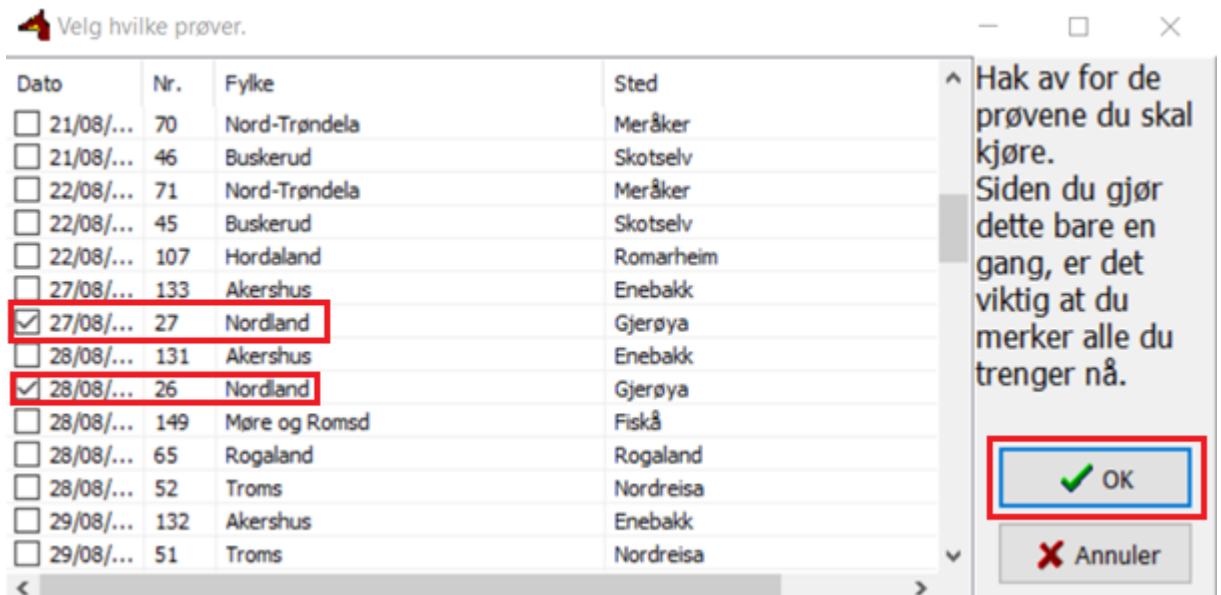 Velg hvilke prøver.
Dato Nr. Fylke Sted
21/08/... 70 Nord-Trøndela Meråker
21/08/... 46 Buskerud Skotselv
22/08/... 71 Nord-Trøndela Meråker
22/08/... 45 Buskerud Skotselv
22/08/... 107 Hordaland Romarheim
27/08/... 133 Akershus Enebakk
27/08/... 27 Nordland Gjerøya
28/08/... 131 Akershus Enebakk
28/08/... 26 Nordland Gjerøya
28/08/... 149 Møre og Romsd Fiskå
28/08/... 65 Rogaland Rogaland
28/08/... 52 Troms Nordreisa
29/08/... 132 Akershus Enebakk
29/08/... 51 Troms Nordreisa
Hak av for de
prøvene du skal
kjøre.
Siden du gjør
dette bare en
gang, er det
viktig at du
merker alle du
trenger nå.
OK
Annuler